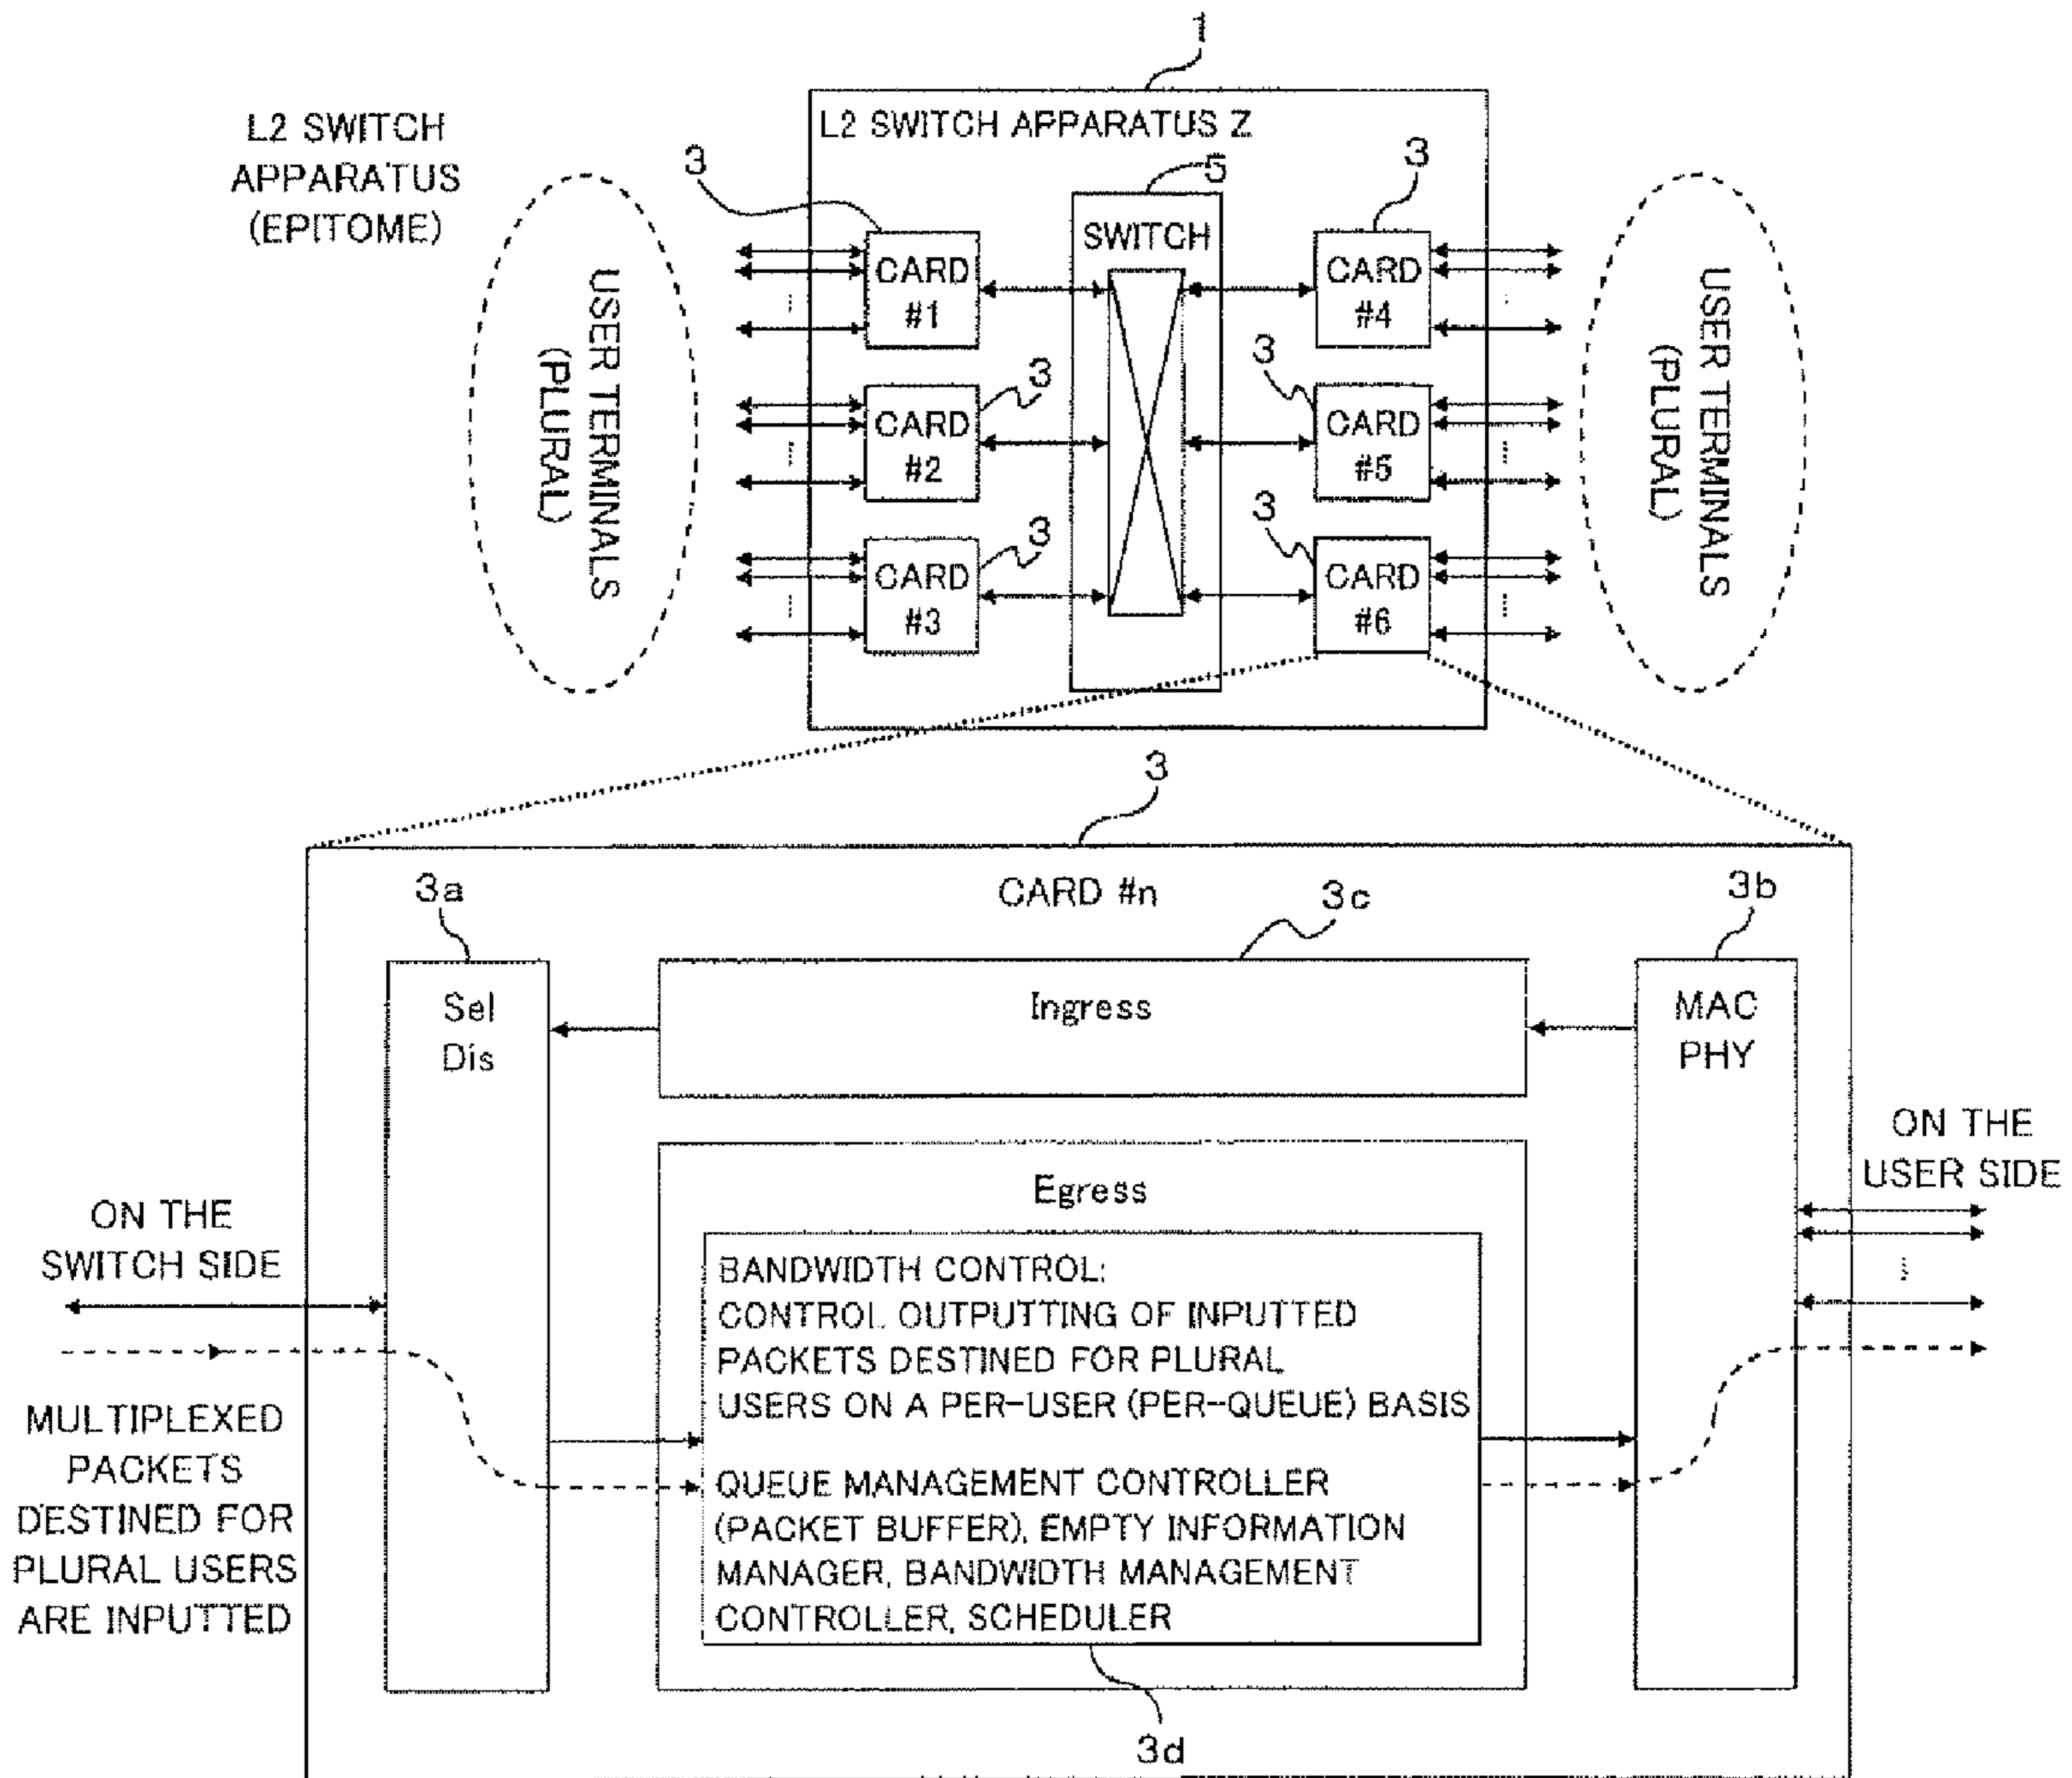 1
L2 SWITCH
APPARATUS
(EPITOME)
L2 SWITCH APPARATUS Z
3
5
3
SWITCH
USER TERMINALS
(PLURAL)
CARD
#1
CARD
#4
USER TERMINALS
(PLURAL)
3
3
CARD
#2
CARD
#5
3
3
CARD
#3
CARD
#6
3
3a
CARD #n
3c
3b
Sel
Dis
Ingress
MAC
PHY
ON THE
USER SIDE
Egress
ON THE
SWITCH SIDE
BANDWIDTH CONTROL:
CONTROL OUTPUTTING OF INPUTTED
PACKETS DESTINED FOR PLURAL
USERS ON A PER-USER (PER-QUEUE) BASIS
MULTIPLEXED
PACKETS
DESTINED FOR
PLURAL USERS
ARE INPUTTED
QUEUE MANAGEMENT CONTROLLER
(PACKET BUFFER), EMPTY INFORMATION
MANAGER, BANDWIDTH MANAGEMENT
CONTROLLER, SCHEDULER
3d